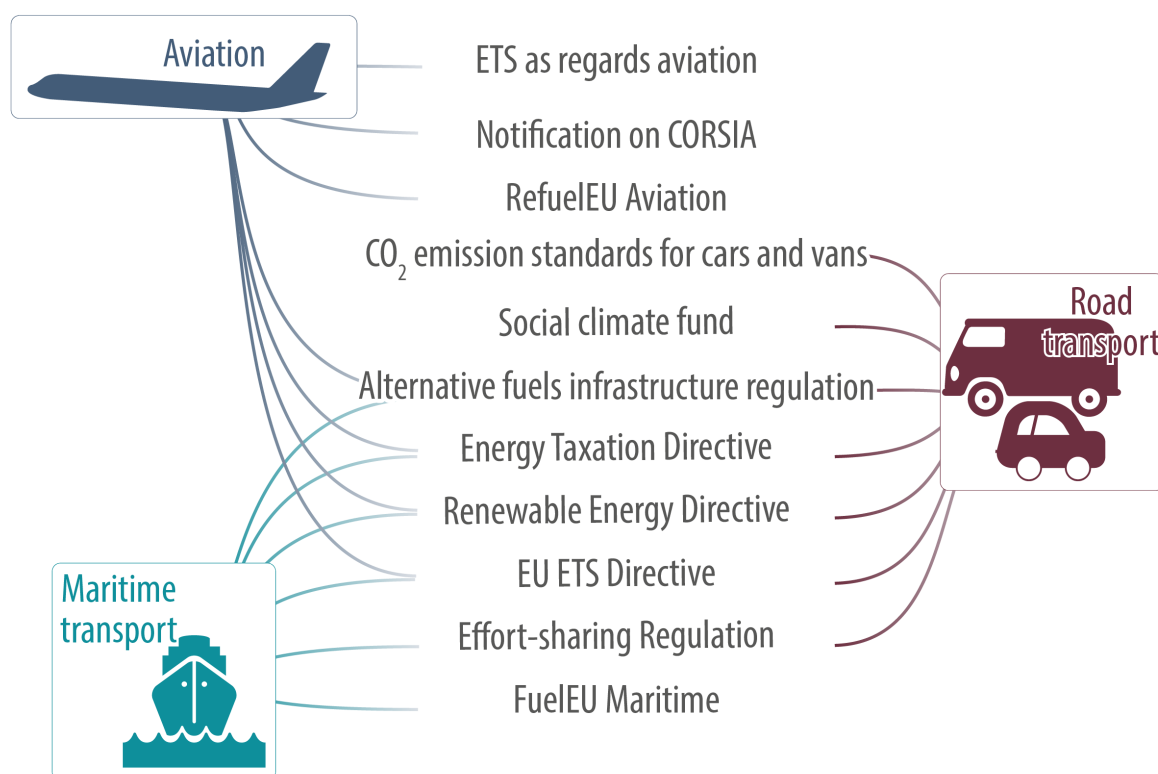 Aviation
ETS as regards aviation
Notification on CORSIA
RefuelEU Aviation
CO₂ emission standards for cars and vans
Road
transport
Social climate fund
Alternative fuels infrastructure regulation
Energy Taxation Directive
Renewable Energy Directive
EU ETS Directive
Maritime
transport
Effort-sharing Regulation
FuelEU Maritime